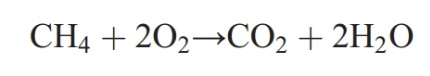 CH₄ + 2O₂→CO₂ + 2H₂O